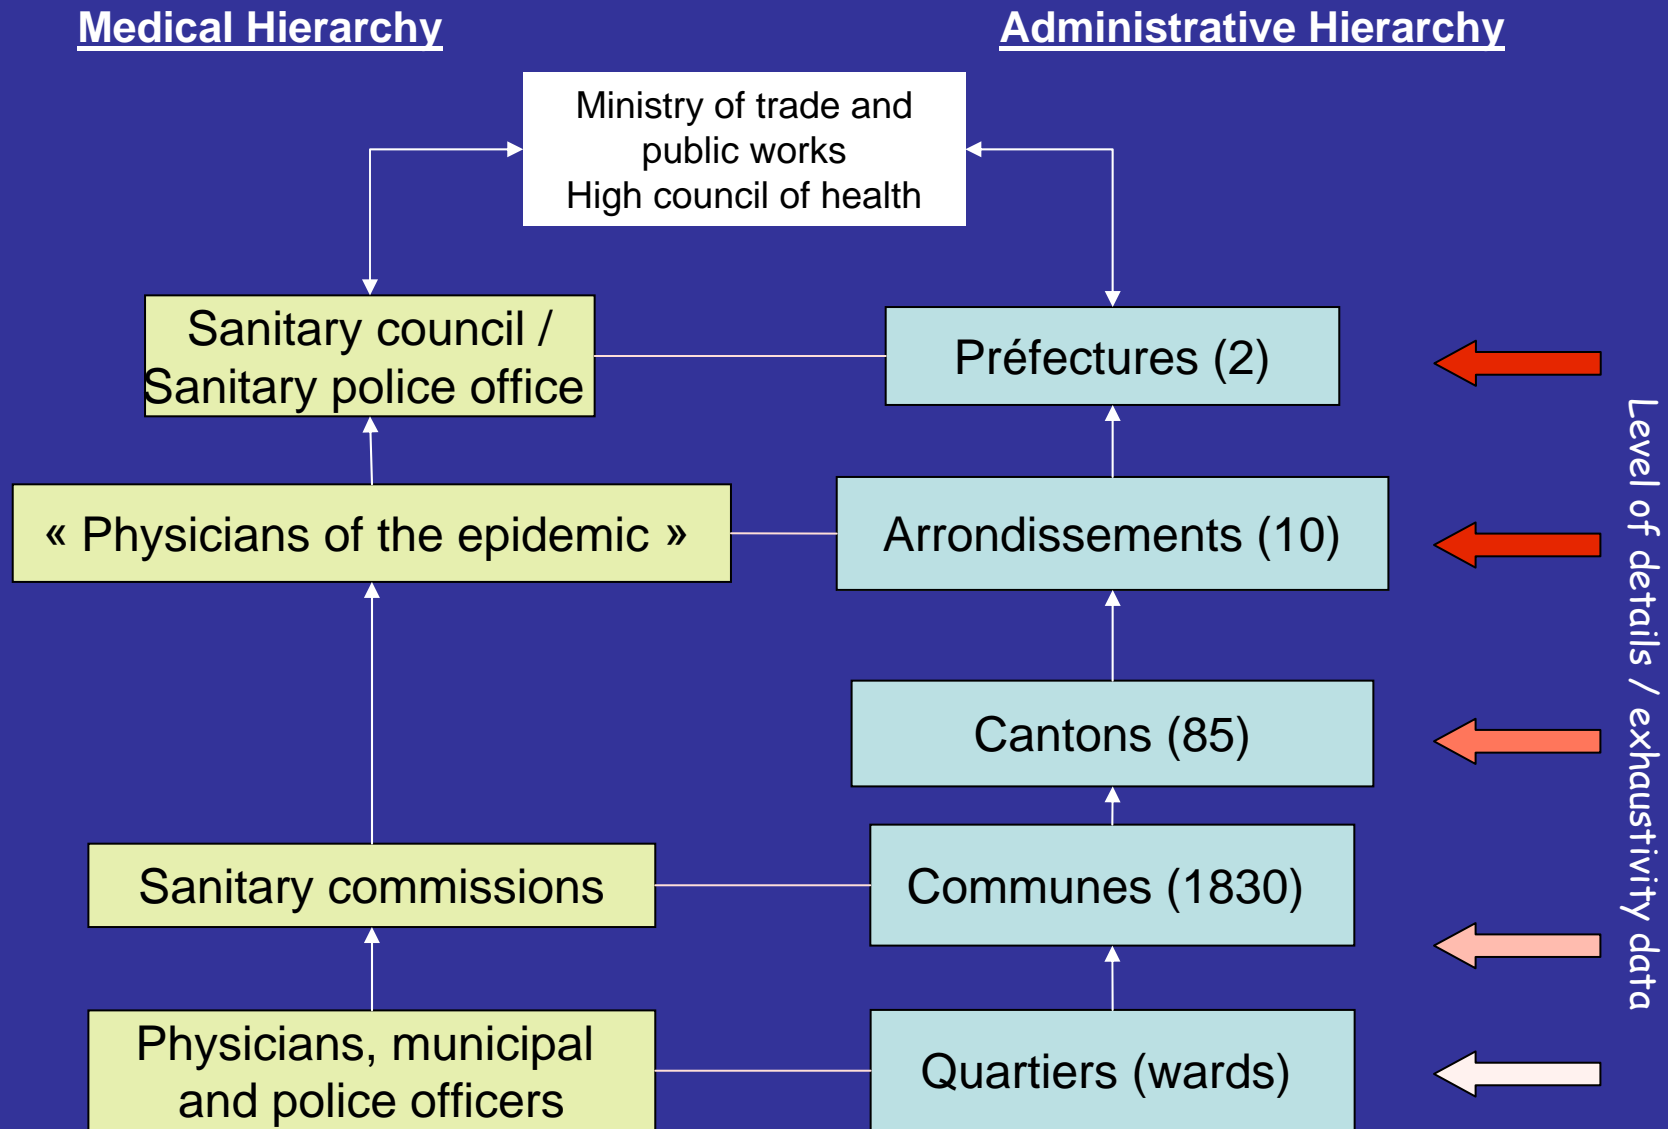 Medical Hierarchy
Administrative Hierarchy
Ministry of trade and
public works
High council of health
Sanitary council /
Sanitary police office
Préfectures (2)
« Physicians of the epidemic »
Arrondissements (10)
Cantons (85)
Sanitary commissions
Communes (1830)
Physicians, municipal
and police officers
Quartiers (wards)
Level of details / exhaustivity data